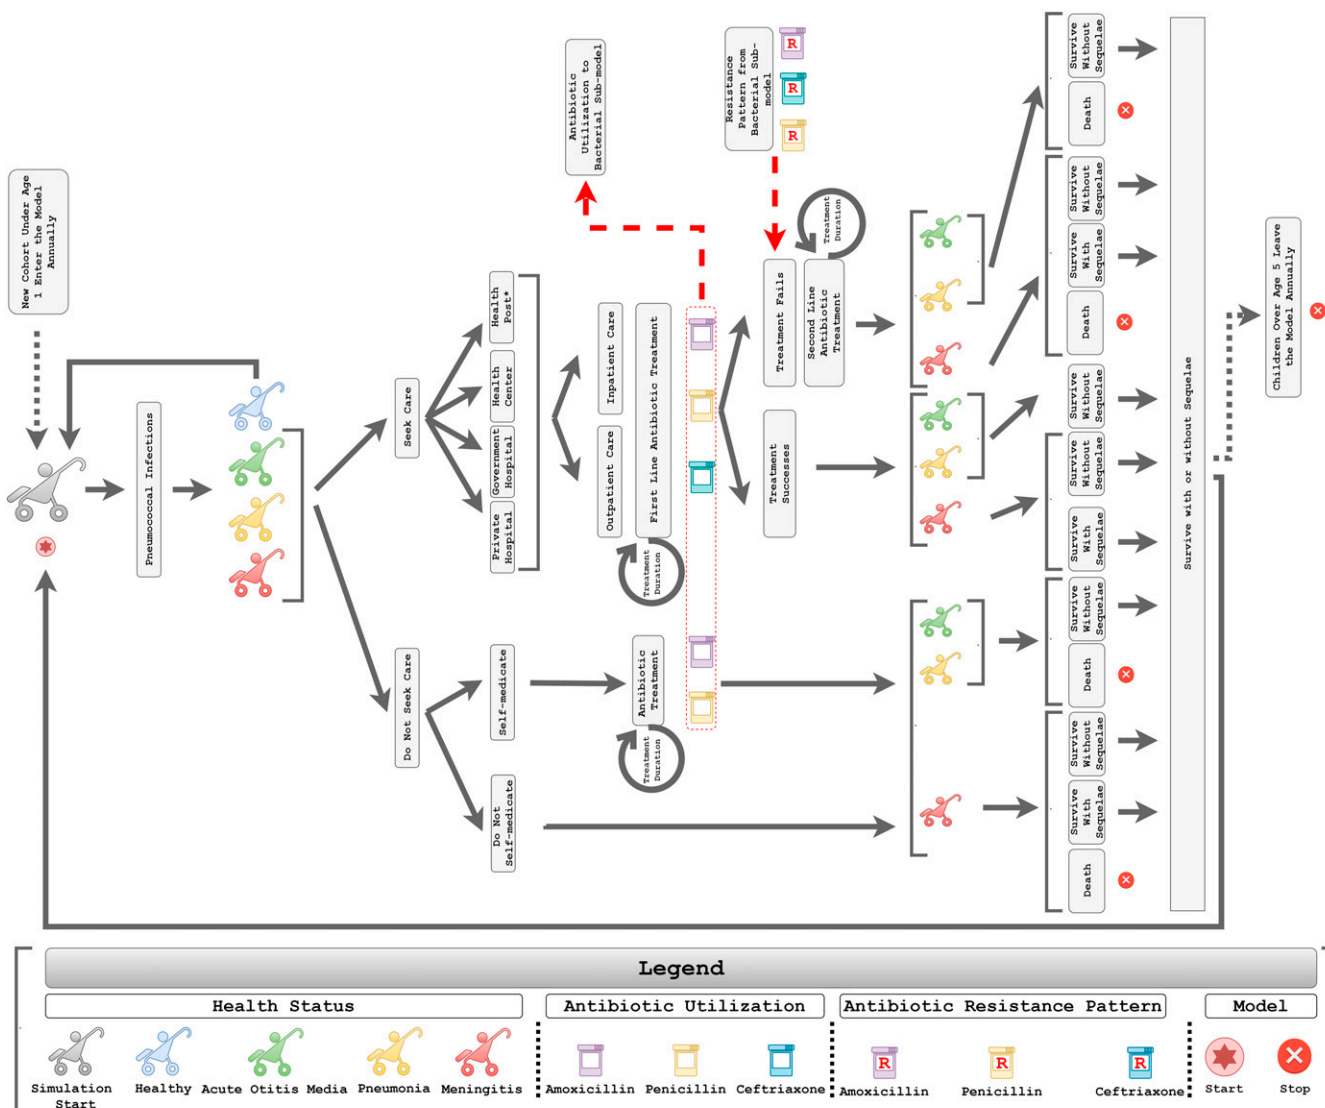 New Cohort Under Age
1 Enter the Model
Annually
Pneumococcal Infections
Seek Care
Do Not Seek Care
Health
Post*
Health
Center
Government
Hospital
Private
Hospital
Self-medicate
Do Not
Self-medicate
Antibiotic
Utilization to
Bacterial Sub-model
Inpatient Care
Outpatient Care
First Line Antibiotic Treatment
Treatment
Duration
Antibiotic
Treatment
Treatment
Duration
Resistance
Pattern from
Bacterial Sub-
model
R
R
R
Treatment Fails
Second Line
Antibiotic
Treatment
Treatment
Duration
Treatment
Successes
Survive
Without
Sequelae
Death
Survive
Without
Sequelae
Survive
With
Sequelae
Death
Survive
Without
Sequelae
Survive
Without
Sequelae
Survive
With
Sequelae
Survive
Without
Sequelae
Death
Survive
Without
Sequelae
Survive
With
Sequelae
Death
Survive with or without Sequelae
Children Over Age 5 Leave
the Model Annually
Legend
Health Status
Antibiotic Utilization
Antibiotic Resistance Pattern
Model
R
R
R
Simulation
Start
Healthy
Acute Otitis Media
Pneumonia
Meningitis
Amoxicillin
Penicillin
Ceftriaxone
Amoxicillin
Penicillin
Ceftriaxone
Start
Stop